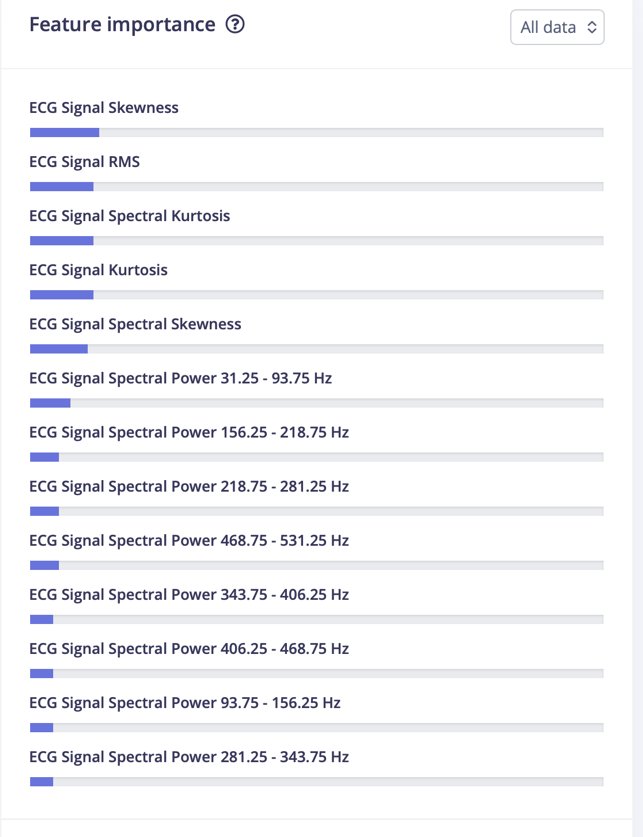 Feature importance ?
All data
ECG Signal Skewness
ECG Signal RMS
ECG Signal Spectral Kurtosis
ECG Signal Kurtosis
ECG Signal Spectral Skewness
ECG Signal Spectral Power 31.25 - 93.75 Hz
ECG Signal Spectral Power 156.25 - 218.75 Hz
ECG Signal Spectral Power 218.75 - 281.25 Hz
ECG Signal Spectral Power 468.75 - 531.25 Hz
ECG Signal Spectral Power 343.75 - 406.25 Hz
ECG Signal Spectral Power 406.25 - 468.75 Hz
ECG Signal Spectral Power 93.75 - 156.25 Hz
ECG Signal Spectral Power 281.25 - 343.75 Hz